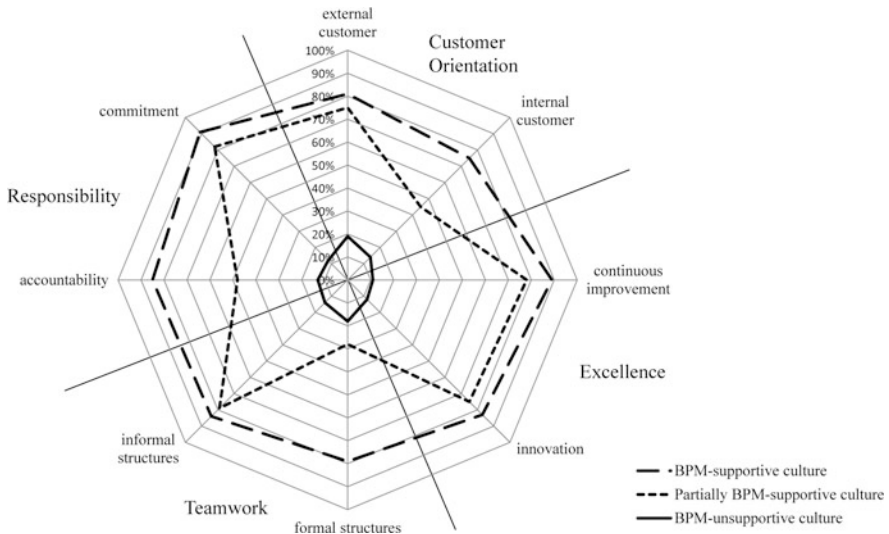 external
customer
Customer
Orientation
100%
90%
80%
70%
60%
50%
40%
30%
20%
10%
0%
internal
customer
commitment
Responsibility
accountability
continuous
improvement
Excellence
innovation
informal
structures
Teamwork
formal structures
BPM-supportive culture
Partially BPM-supportive culture
BPM-unsupportive culture